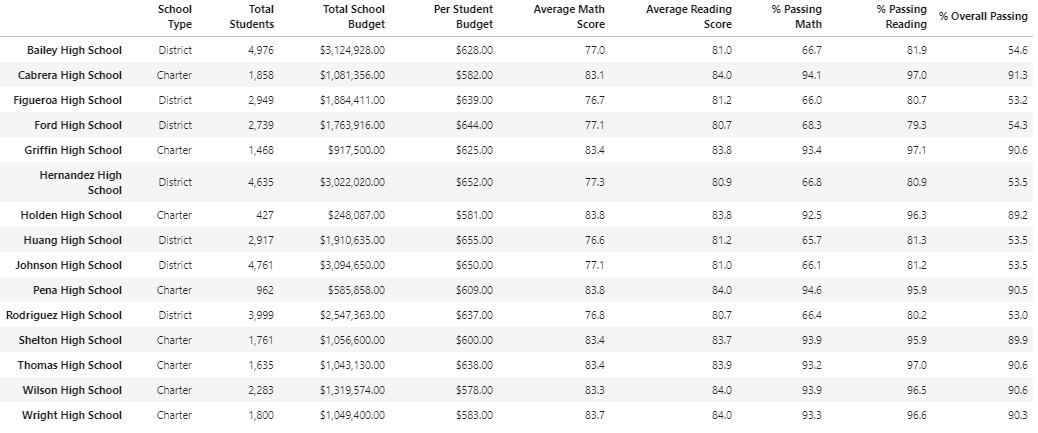 School Type Total Students Total School Budget Per Student Budget Average Math Score Average Reading Score % Passing Math % Passing Reading % Overall Passing
Bailey High School District 4,976 $3,124,928.00 $628.00 77.0 81.0 66.7 81.9 54.6
Cabrera High School Charter 1,858 $1,081,356.00 $582.00 83.1 84.0 94.1 97.0 91.3
Figueroa High School District 2,949 $1,884,411.00 $639.00 76.7 81.2 66.0 80.7 53.2
Ford High School District 2,739 $1,763,916.00 $644.00 77.1 80.7 68.3 79.3 54.3
Griffin High School Charter 1,468 $917,500.00 $625.00 83.4 83.8 93.4 97.1 90.6
Hernandez High School District 4,635 $3,022,020.00 $652.00 77.3 80.9 66.8 80.9 53.5
Holden High School Charter 427 $248,087.00 $581.00 83.8 83.8 92.5 96.3 89.2
Huang High School District 2,917 $1,910,635.00 $655.00 76.6 81.2 65.7 81.3 53.5
Johnson High School District 4,761 $3,094,650.00 $650.00 77.1 81.0 66.1 81.2 53.5
Pena High School Charter 962 $585,858.00 $609.00 83.8 84.0 94.6 95.9 90.5
Rodriguez High School District 3,999 $2,547,363.00 $637.00 76.8 80.7 66.4 80.2 53.0
Shelton High School Charter 1,761 $1,056,600.00 $600.00 83.4 83.7 93.9 95.9 89.9
Thomas High School Charter 1,635 $1,043,130.00 $638.00 83.4 83.9 93.2 97.0 90.6
Wilson High School Charter 2,283 $1,319,574.00 $578.00 83.3 84.0 93.9 96.5 90.6
Wright High School Charter 1,800 $1,049,400.00 $583.00 83.7 84.0 93.3 96.6 90.3